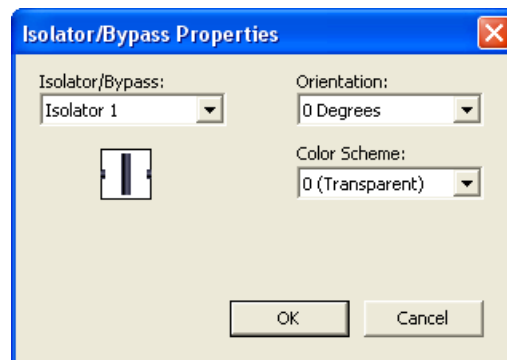 Isolator/Bypass Properties
Isolator/Bypass:
Isolator 1
Orientation:
0 Degrees
Color Scheme:
0 (Transparent)
OK
Cancel